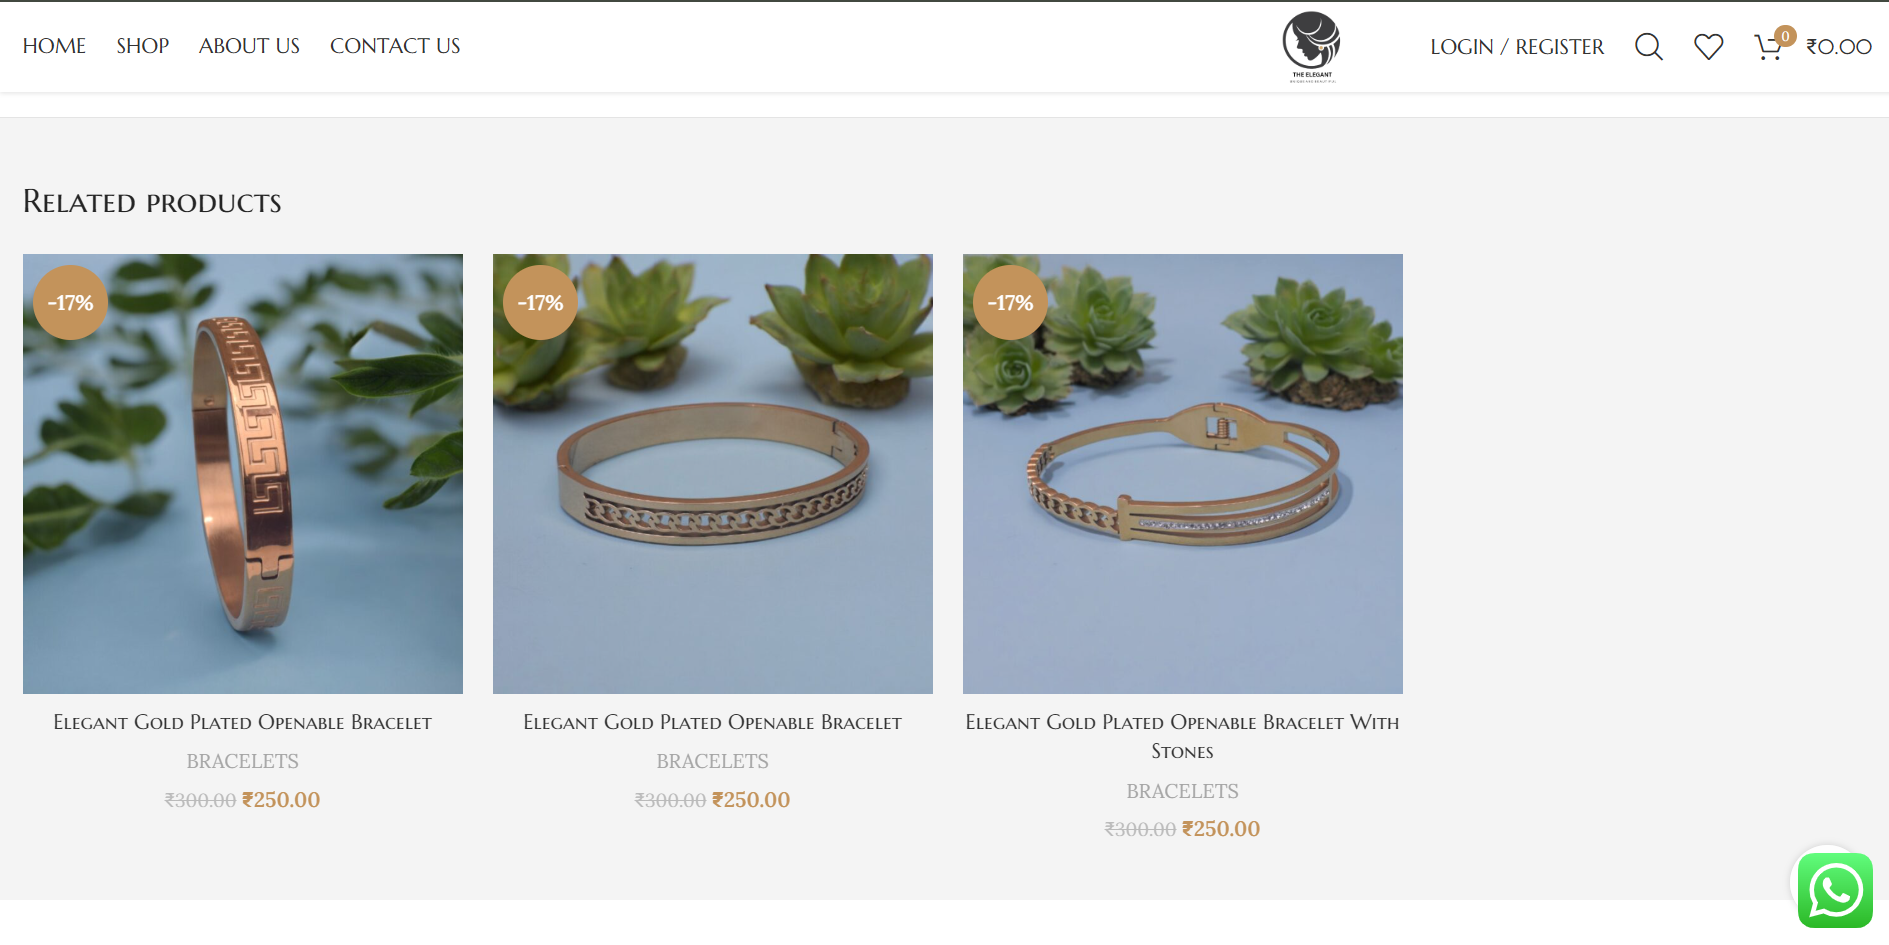 HOME SHOP ABOUT US CONTACT US
THE ELEGANT
LOGIN / REGISTER
0
₹0.00
Related products
-17%
-17%
-17%
Elegant Gold Plated Openable Bracelet
BRACELETS
₹300.00 ₹250.00
Elegant Gold Plated Openable Bracelet
BRACELETS
₹300.00 ₹250.00
Elegant Gold Plated Openable Bracelet With
Stones
BRACELETS
₹300.00 ₹250.00